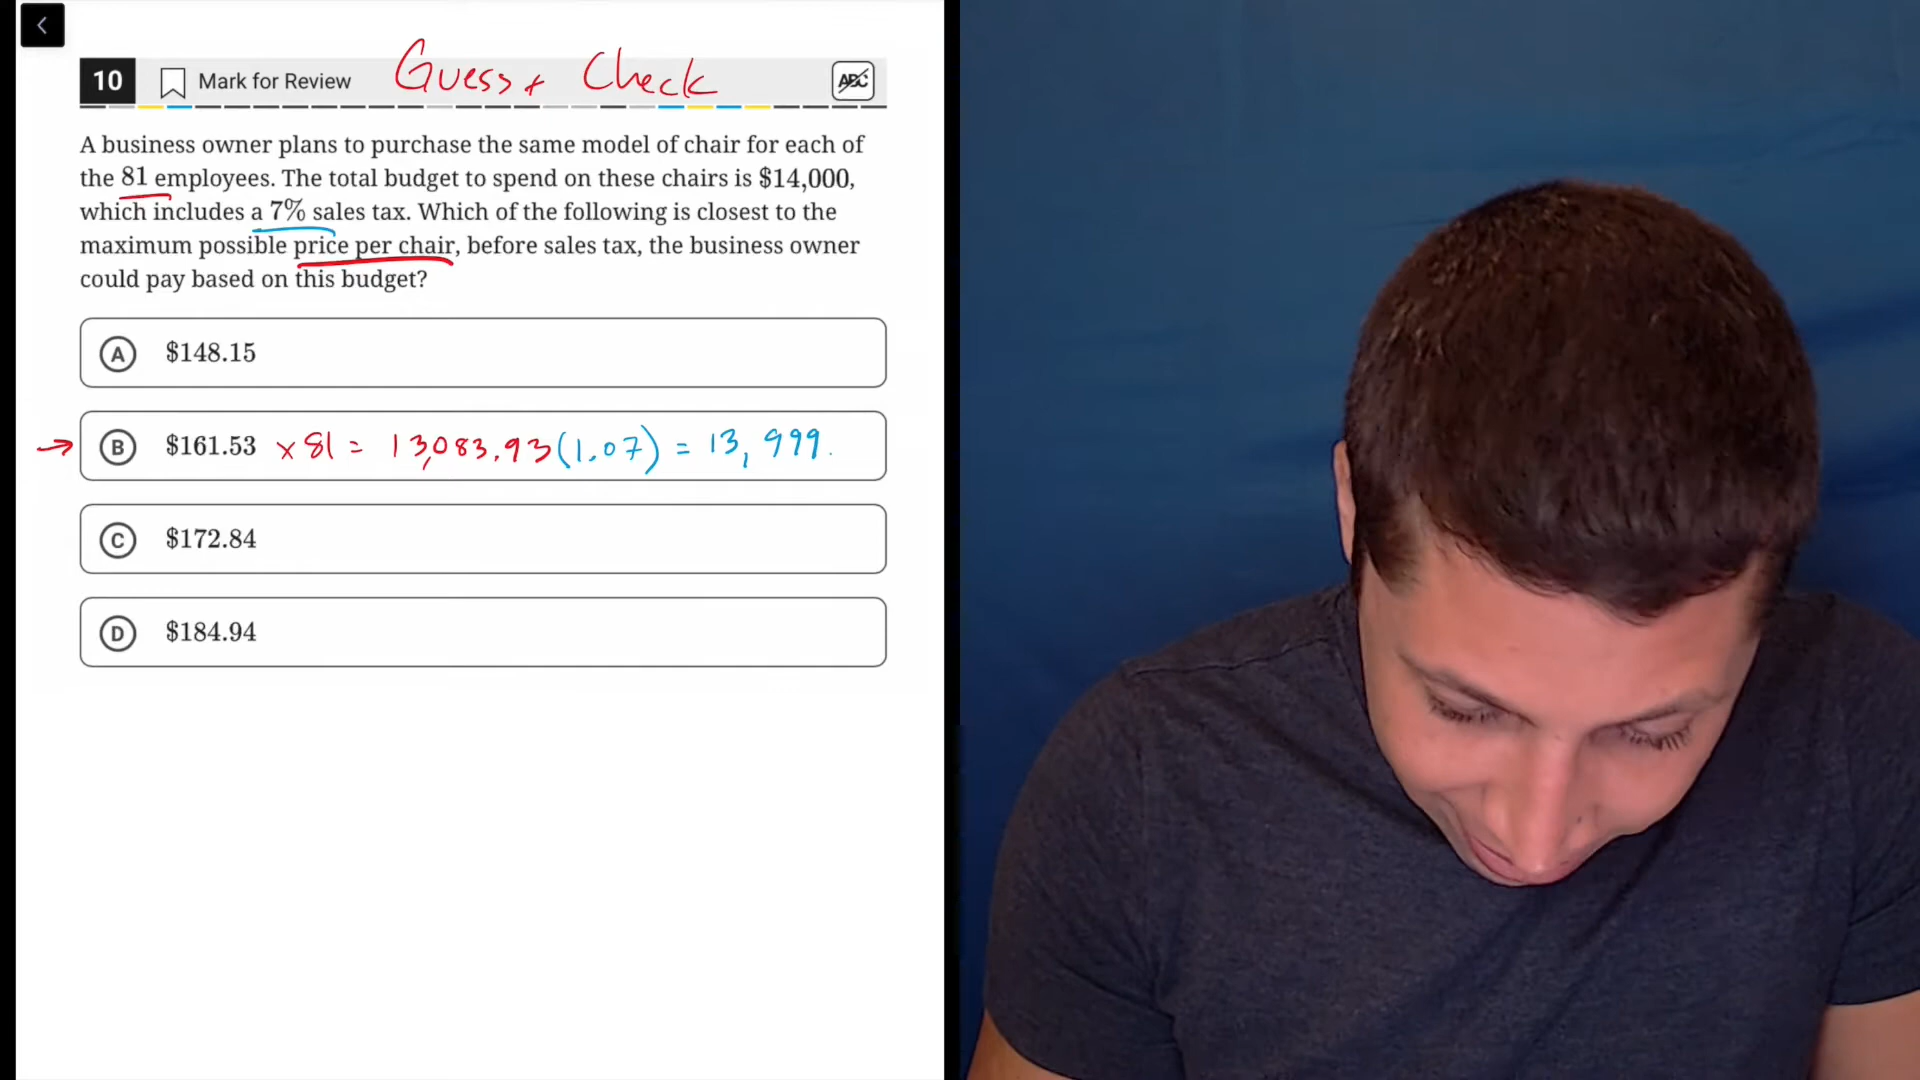 10 Mark for Review Guess + Check ABC
A business owner plans to purchase the same model of chair for each of
the 81 employees. The total budget to spend on these chairs is $14,000,
which includes a 7% sales tax. Which of the following is closest to the
maximum possible price per chair, before sales tax, the business owner
could pay based on this budget?
A $148.15
→ B $161.53 × 81 = 13,083.93 (1.07) = 13,999.
C $172.84
D $184.94